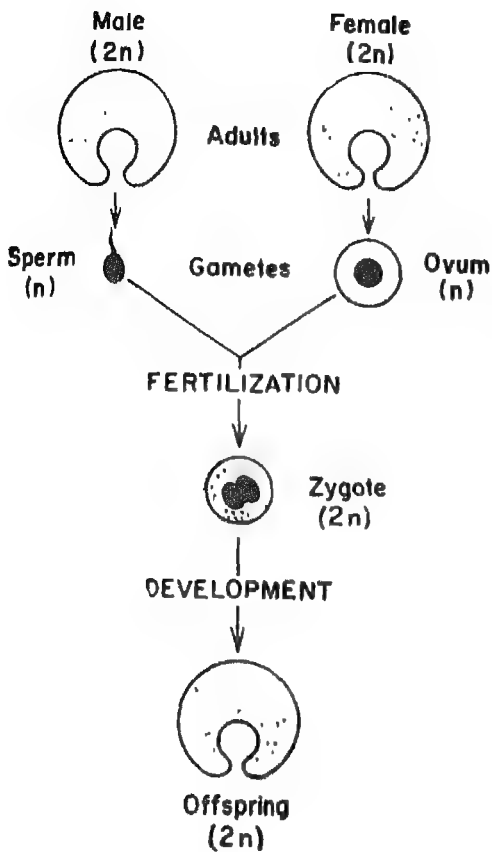 Male
(2n)
Female
(2n)
Adults
Sperm
(n)
Gametes
Ovum
(n)
FERTILIZATION
Zygote
(2n)
DEVELOPMENT
Offspring
(2n)